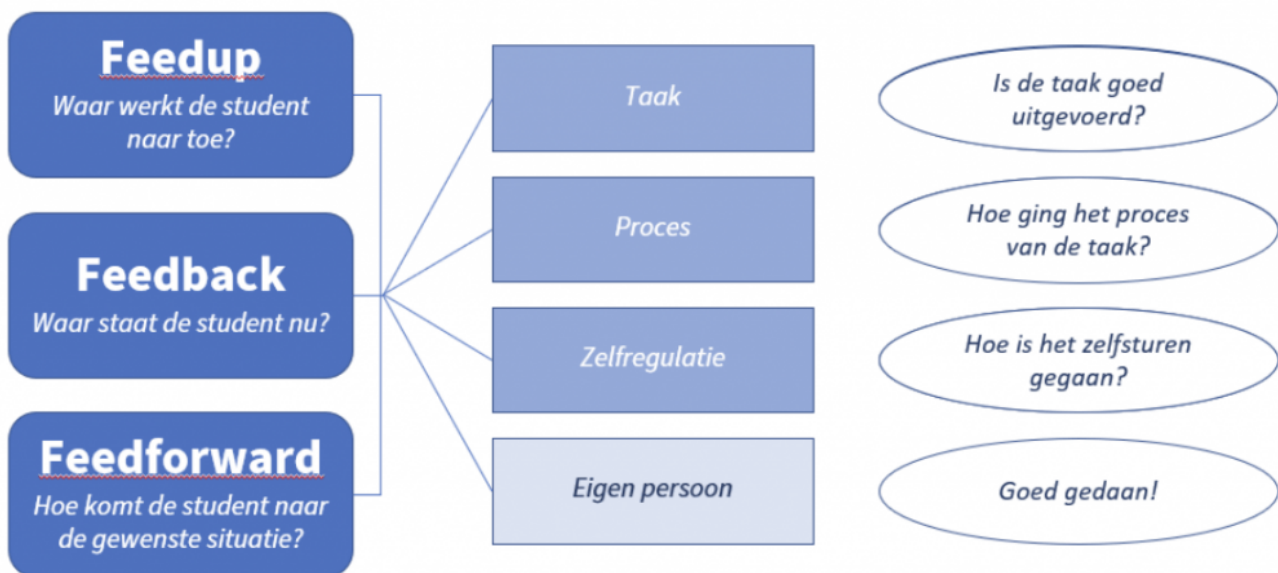 Feedup
Waar werkt de student
naar toe?
Feedback
Waar staat de student nu?
Feedforward
Hoe komt de student naar
de gewenste situatie?
Taak
Proces
Zelfregulatie
Eigen persoon
Is de taak goed
uitgevoerd?
Hoe ging het proces
van de taak?
Hoe is het zelfsturen
gegaan?
Goed gedaan!